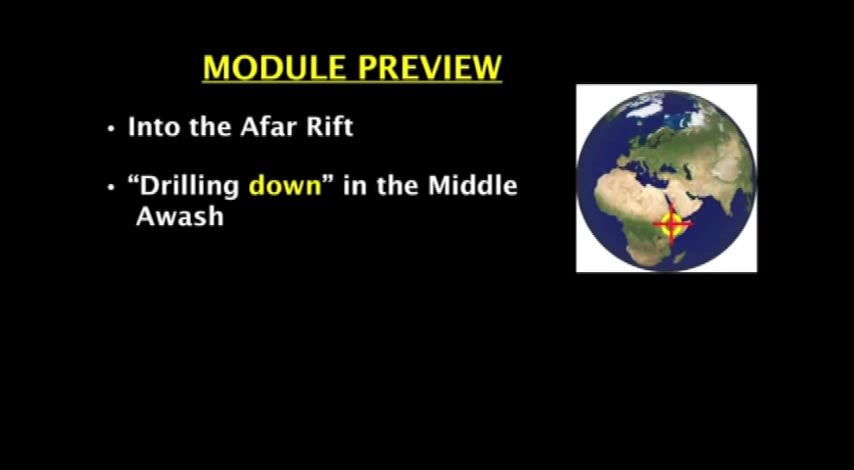 MODULE PREVIEW
• Into the Afar Rift
• “Drilling down” in the Middle
Awash